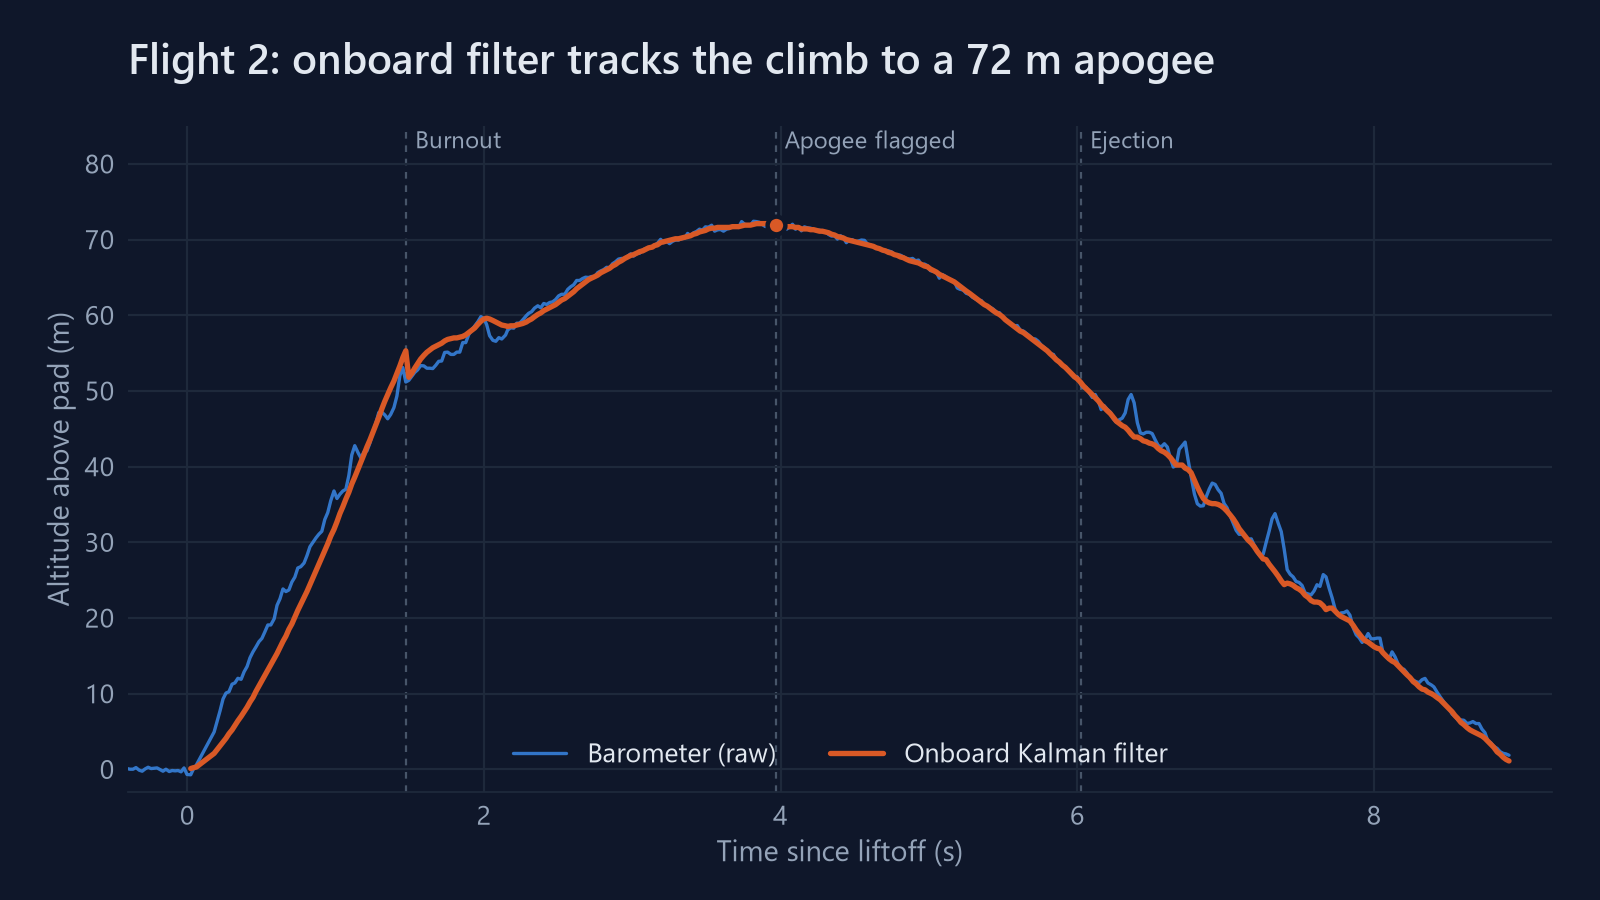 Flight 2: onboard filter tracks the climb to a 72 m apogee
Burnout
Apogee flagged
Ejection
80
70
60
50
40
30
20
10
0
Altitude above pad (m)
Barometer (raw)
Onboard Kalman filter
0
2
4
6
8
Time since liftoff (s)